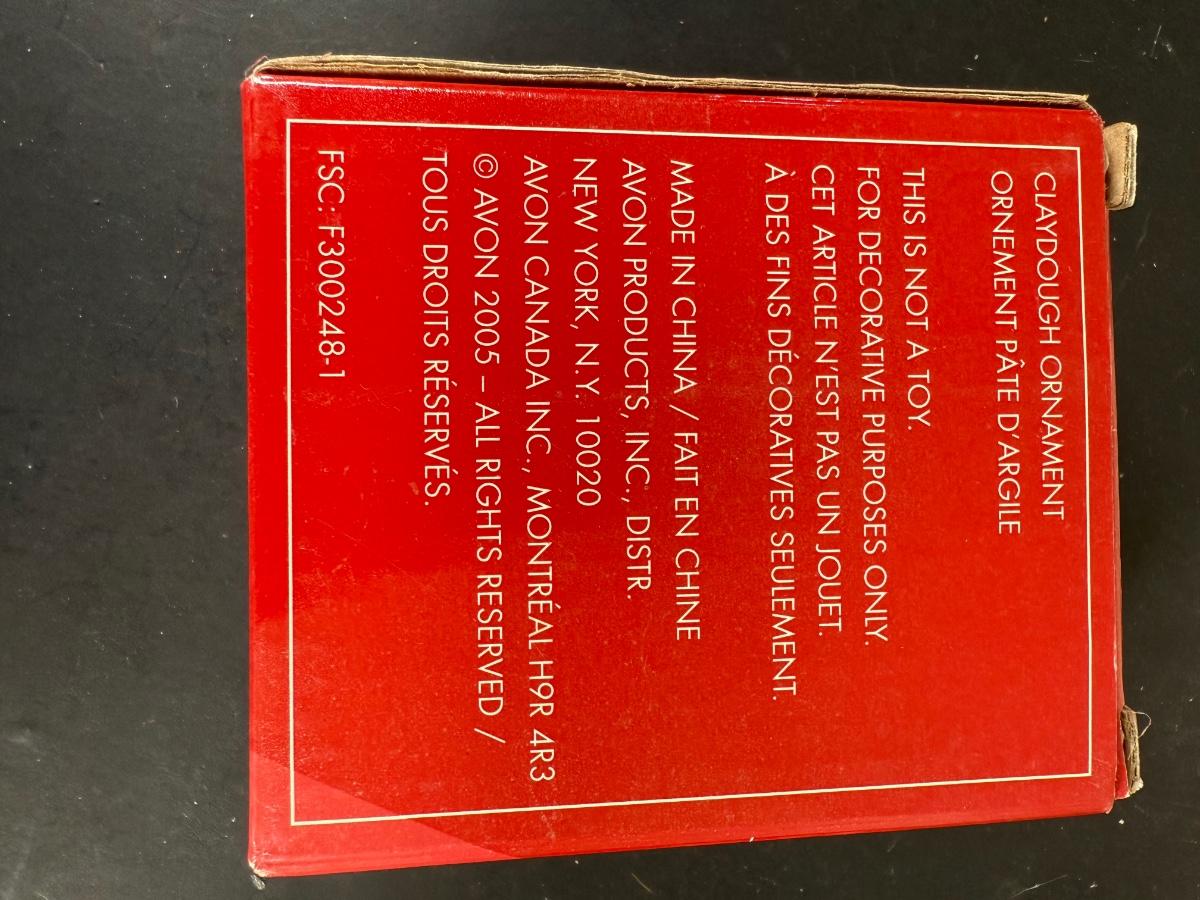 CLAYDOUGH ORNAMENT
ORNEMENT PÂTE D'ARGILE
THIS IS NOT A TOY.
FOR DECORATIVE PURPOSES ONLY.
CET ARTICLE N'EST PAS UN JOUET.
À DES FINS DÉCORATIVES SEULEMENT.
MADE IN CHINA / FAIT EN CHINE
AVON PRODUCTS, INC., DISTR.
NEW YORK, N.Y. 10020
AVON CANADA INC., MONTRÉAL H9R 4R3
© AVON 2005 – ALL RIGHTS RESERVED /
TOUS DROITS RÉSERVÉS.
FSC: F300248-1